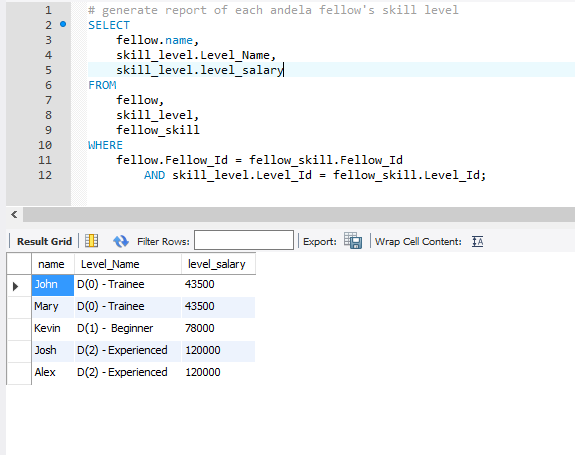 1 # generate report of each andela fellow's skill level
2 SELECT
3 fellow.name,
4 skill_level.Level_Name,
5 skill_level.level_salary
6 FROM
7 fellow,
8 skill_level,
9 fellow_skill
10 WHERE
11 fellow.Fellow_Id = fellow_skill.Fellow_Id
12 AND skill_level.Level_Id = fellow_skill.Level_Id;
Result Grid Filter Rows: Export: Wrap Cell Content:
name Level_Name level_salary
John D(0) - Trainee 43500
Mary D(0) - Trainee 43500
Kevin D(1) - Beginner 78000
Josh D(2) - Experienced 120000
Alex D(2) - Experienced 120000